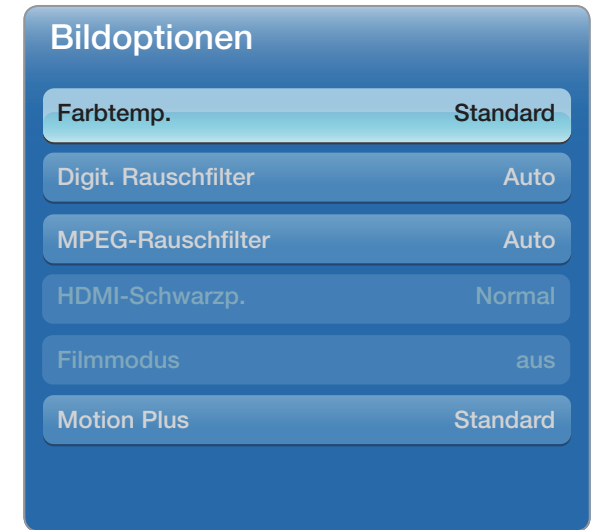 Bildoptionen
Farbtemp. Standard
Digit. Rauschfilter Auto
MPEG-Rauschfilter Auto
HDMI-Schwarzp. Normal
Filmmodus aus
Motion Plus Standard